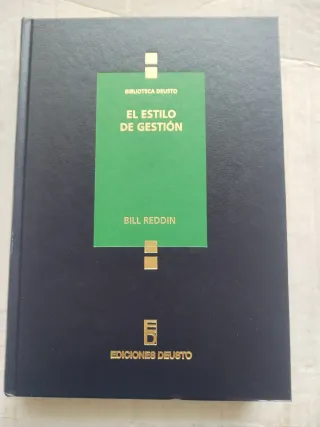 BIBLIOTECA DEUSTO
EL ESTILO
DE GESTIÓN
BILL REDDIN
ED
EDICIONES DEUSTO